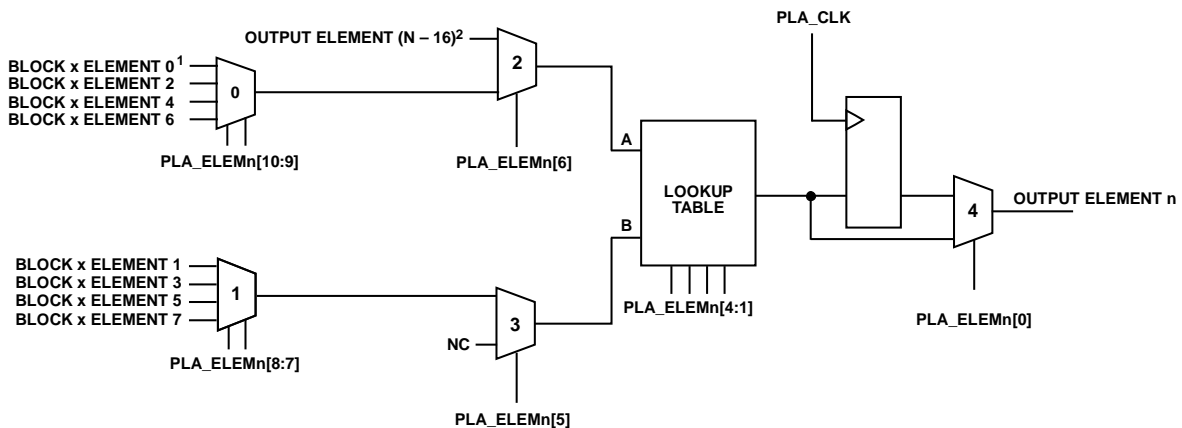 PLA_CLK
OUTPUT ELEMENT (N – 16)²
2
BLOCK x ELEMENT 0¹
BLOCK x ELEMENT 2
BLOCK x ELEMENT 4
BLOCK x ELEMENT 6
0
PLA_ELEMn[10:9]
PLA_ELEMn[6]
A
LOOKUP
TABLE
B
4
OUTPUT ELEMENT n
BLOCK x ELEMENT 1
BLOCK x ELEMENT 3
BLOCK x ELEMENT 5
BLOCK x ELEMENT 7
1
3
NC
PLA_ELEMn[4:1]
PLA_ELEMn[0]
PLA_ELEMn[8:7]
PLA_ELEMn[5]